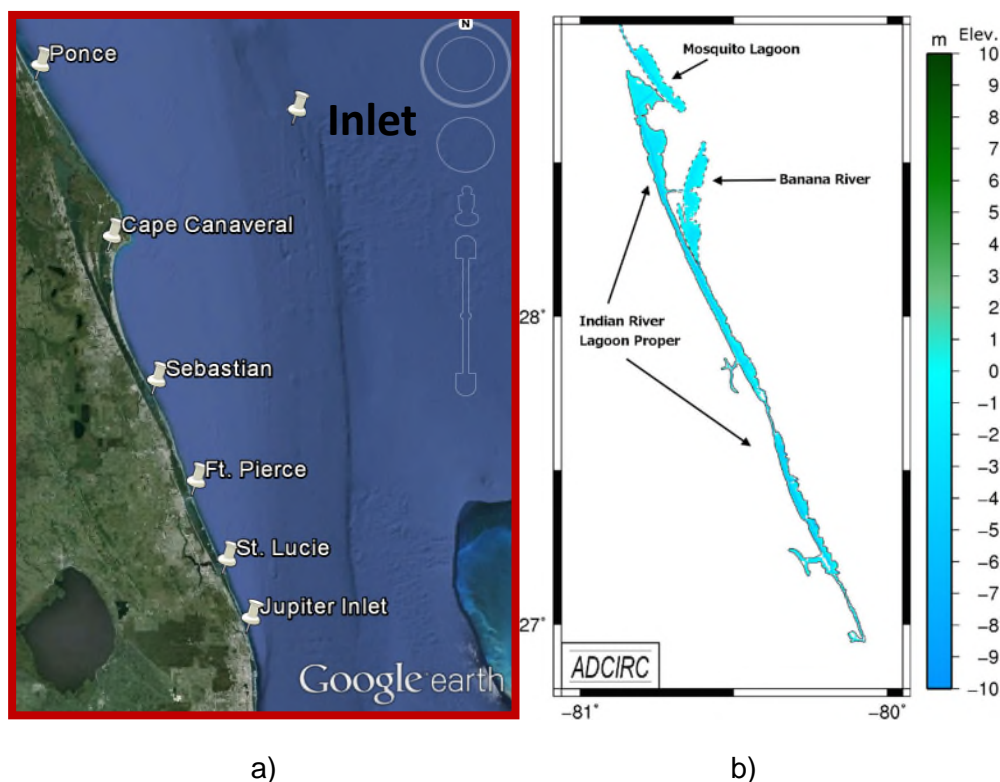 N
Ponce
Inlet
Cape Canaveral
Sebastian
Ft. Pierce
St. Lucie
Jupiter Inlet
Google earth
a)
Mosquito Lagoon
Banana River
Indian River
Lagoon Proper
28°
27°
ADCIRC
−81°
−80°
m Elev.
10
9
8
7
6
5
4
3
2
1
0
−1
−2
−3
−4
−5
−6
−7
−8
−9
−10
b)